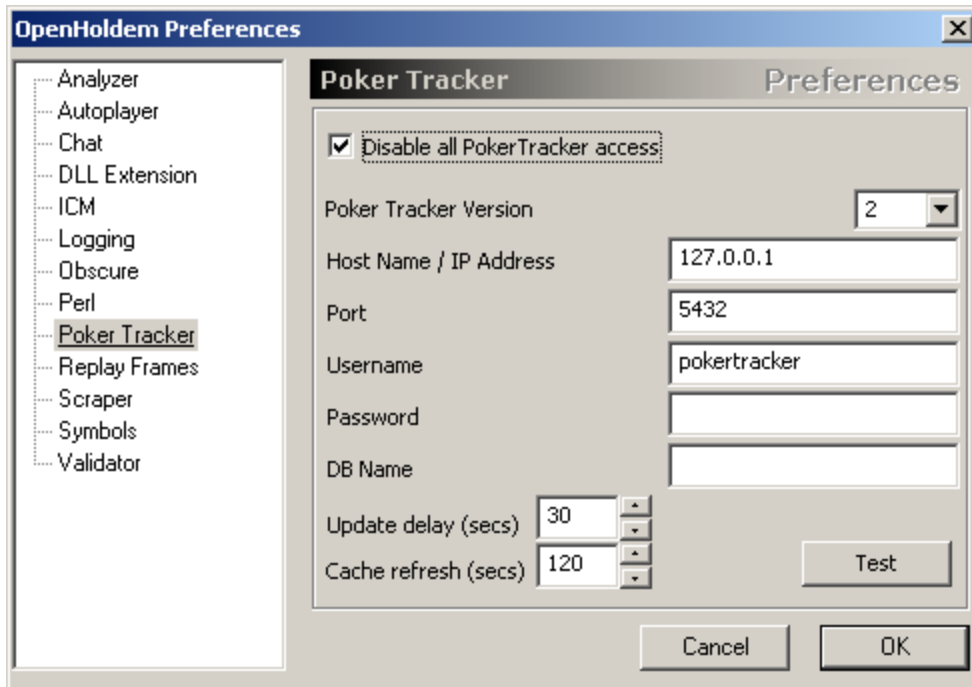 OpenHoldem Preferences
Analyzer
Autoplayer
Chat
DLL Extension
ICM
Logging
Obscure
Perl
Poker Tracker
Replay Frames
Scraper
Symbols
Validator
Poker Tracker Preferences
Disable all PokerTracker access
Poker Tracker Version 2
Host Name / IP Address 127.0.0.1
Port 5432
Username pokertracker
Password
DB Name
Update delay (secs) 30
Cache refresh (secs) 120
Test
Cancel OK